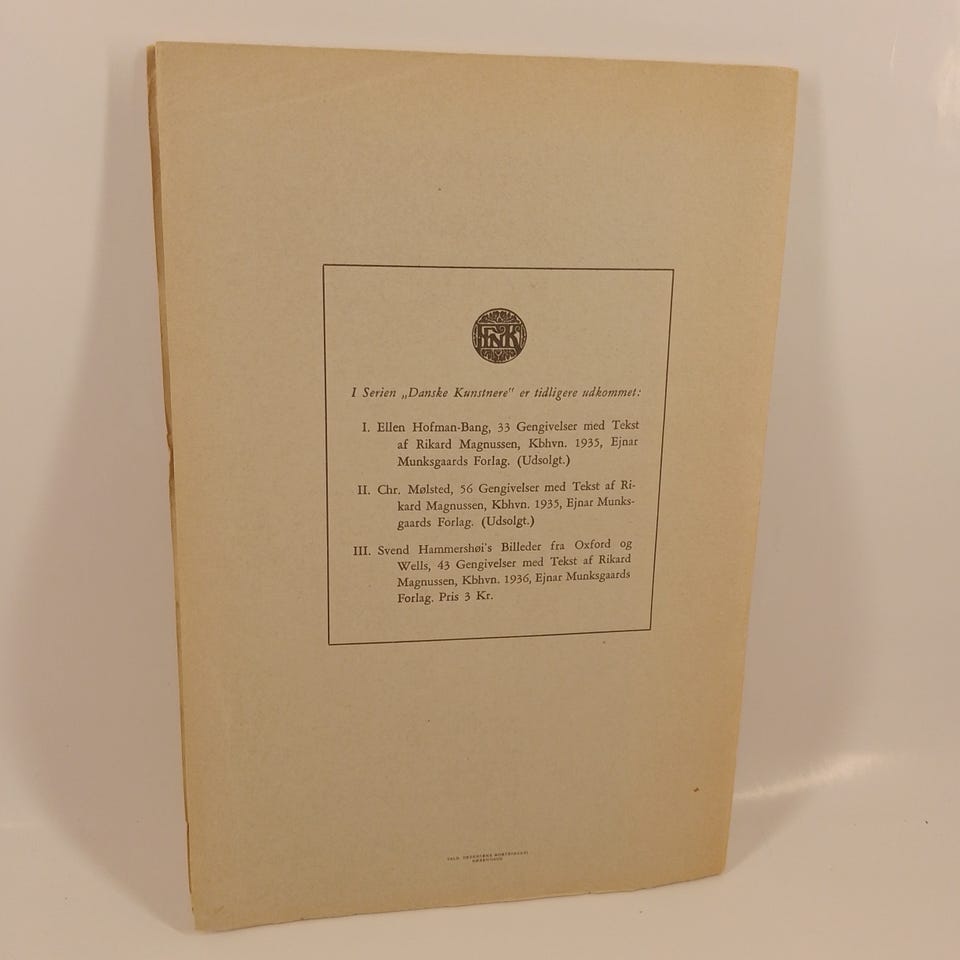 FNK
I Serien „Danske Kunstnere" er tidligere udkommet:
I. Ellen Hofman-Bang, 33 Gengivelser med Tekst
af Rikard Magnussen, Kbhvn. 1935, Ejnar
Munksgaards Forlag. (Udsolgt.)
II. Chr. Mølsted, 56 Gengivelser med Tekst af Ri-
kard Magnussen, Kbhvn. 1935, Ejnar Munks-
gaards Forlag. (Udsolgt.)
III. Svend Hammershøi's Billeder fra Oxford og
Wells, 43 Gengivelser med Tekst af Rikard
Magnussen, Kbhvn. 1936, Ejnar Munksgaards
Forlag. Pris 3 Kr.